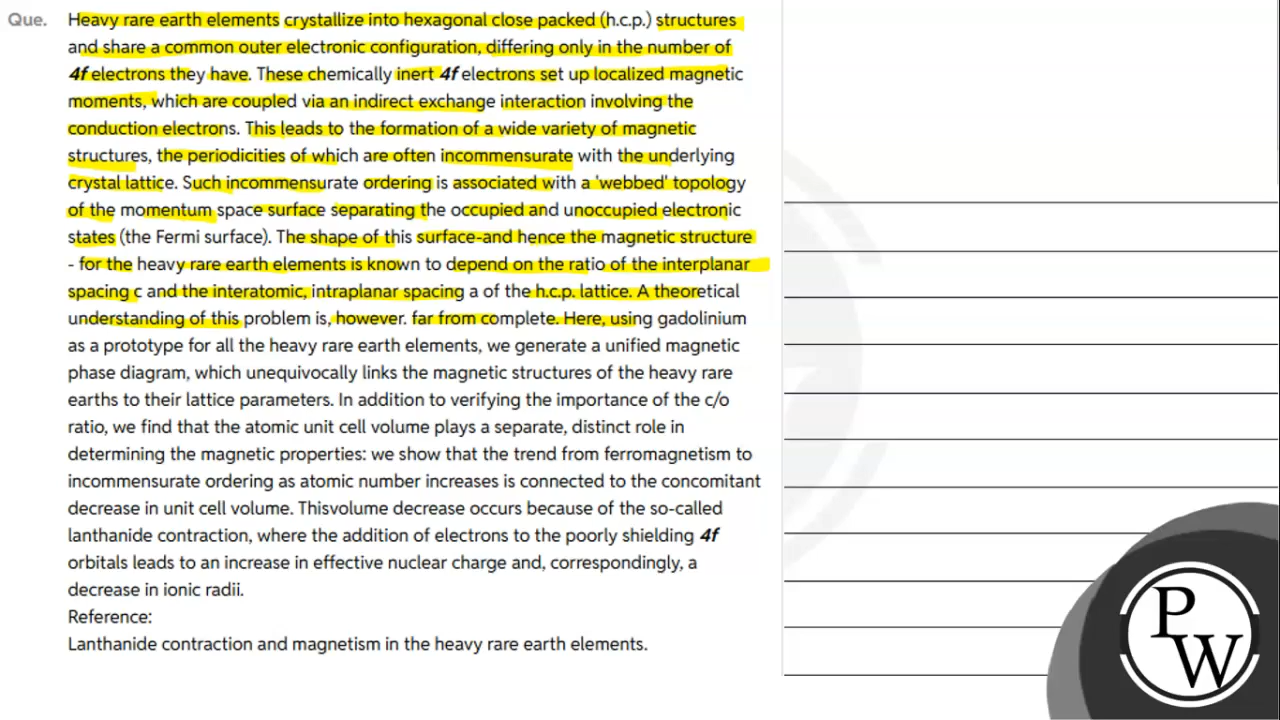 Que. Heavy rare earth elements crystallize into hexagonal close packed (h.c.p.) structures
and share a common outer electronic configuration, differing only in the number of
4f electrons they have. These chemically inert 4f electrons set up localized magnetic
moments, which are coupled via an indirect exchange interaction involving the
conduction electrons. This leads to the formation of a wide variety of magnetic
structures, the periodicities of which are often incommensurate with the underlying
crystal lattice. Such incommensurate ordering is associated with a 'webbed' topology
of the momentum space surface separating the occupied and unoccupied electronic
states (the Fermi surface). The shape of this surface-and hence the magnetic structure
- for the heavy rare earth elements is known to depend on the ratio of the interplanar
spacing c and the interatomic, intraplanar spacing a of the h.c.p. lattice. A theoretical
understanding of this problem is, however. far from complete. Here, using gadolinium
as a prototype for all the heavy rare earth elements, we generate a unified magnetic
phase diagram, which unequivocally links the magnetic structures of the heavy rare
earths to their lattice parameters. In addition to verifying the importance of the c/o
ratio, we find that the atomic unit cell volume plays a separate, distinct role in
determining the magnetic properties: we show that the trend from ferromagnetism to
incommensurate ordering as atomic number increases is connected to the concomitant
decrease in unit cell volume. Thisvolume decrease occurs because of the so-called
lanthanide contraction, where the addition of electrons to the poorly shielding 4f
orbitals leads to an increase in effective nuclear charge and, correspondingly, a
decrease in ionic radii.
Reference:
Lanthanide contraction and magnetism in the heavy rare earth elements.
P
W